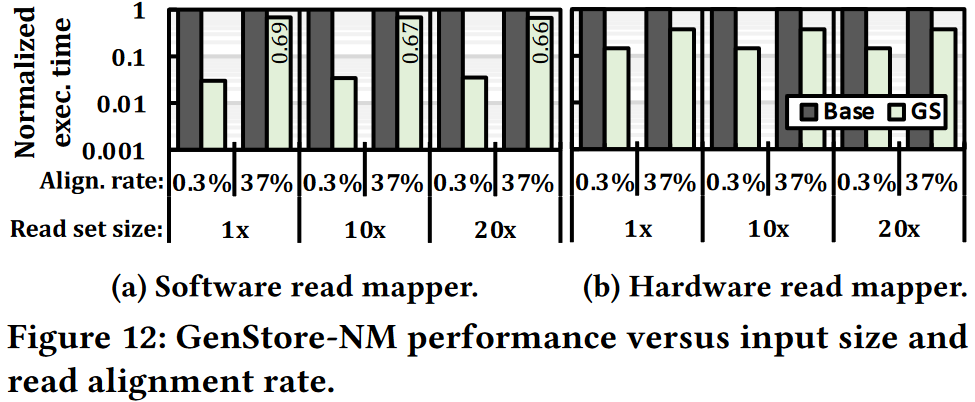 Normalized
exec. time
1
0.1
0.01
0.001
0.69
0.67
0.66
Base GS
Align. rate: 0.3% 37% 0.3% 37% 0.3% 37% 0.3% 37% 0.3% 37% 0.3% 37%
Read set size: 1x 10x 20x 1x 10x 20x
(a) Software read mapper. (b) Hardware read mapper.
Figure 12: GenStore-NM performance versus input size and
read alignment rate.